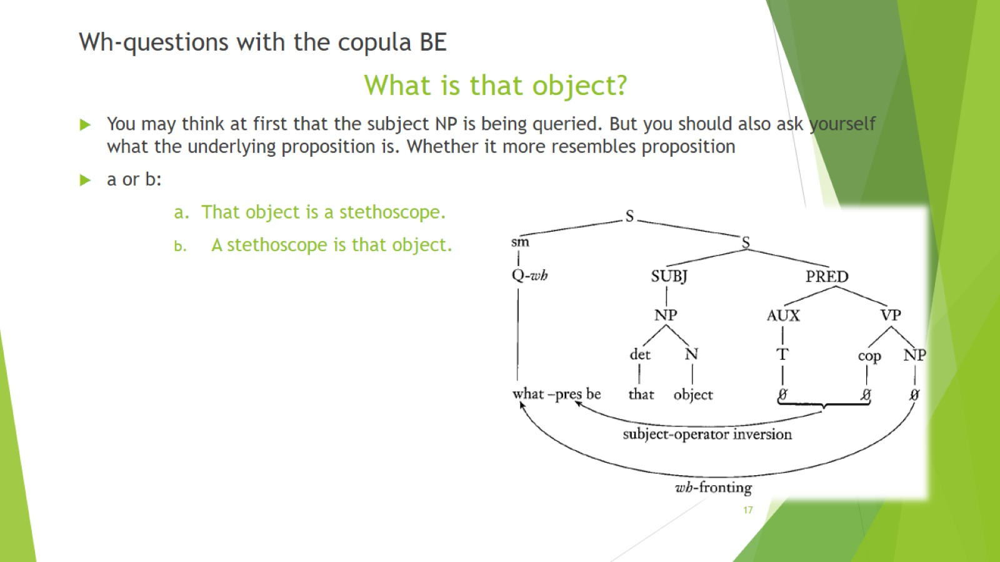 Wh-questions with the copula BE
What is that object?
You may think at first that the subject NP is being queried. But you should also ask yourself
what the underlying proposition is. Whether it more resembles proposition
a or b:
a. That object is a stethoscope.
b. A stethoscope is that object.
S
sm S
Q-wh SUBJ PRED
NP AUX VP
det N T cop NP
what –pres be that object Ø Ø Ø
subject-operator inversion
wh-fronting
17